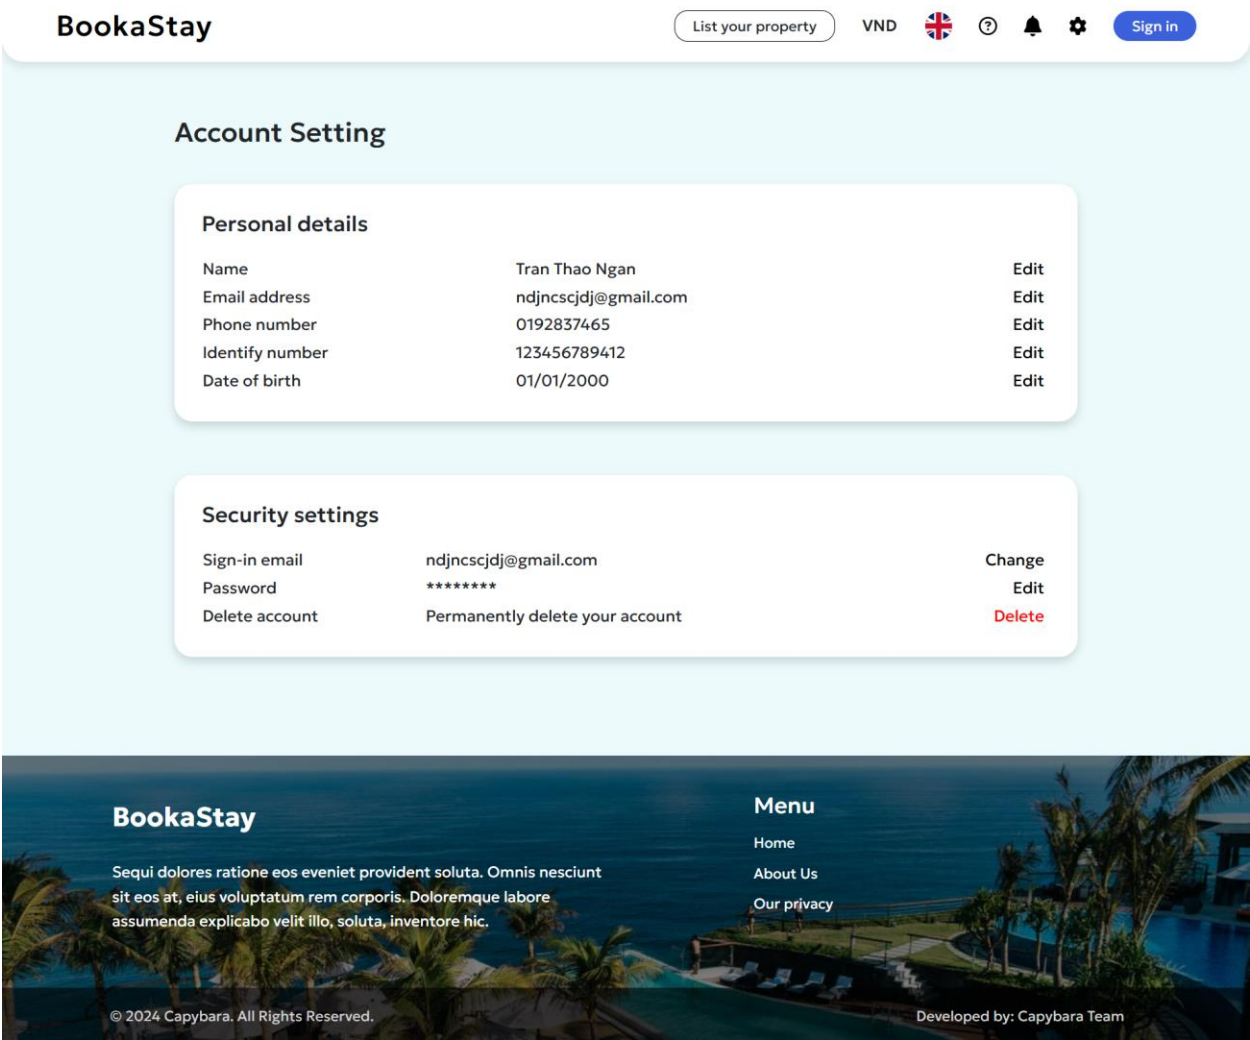 BookaStay
List your property
VND
Sign in
Account Setting
Personal details
Name Tran Thao Ngan Edit
Email address ndjncscjdj@gmail.com Edit
Phone number 0192837465 Edit
Identify number 123456789412 Edit
Date of birth 01/01/2000 Edit
Security settings
Sign-in email ndjncscjdj@gmail.com Change
Password ******** Edit
Delete account Permanently delete your account Delete
BookaStay
Sequi dolores ratione eos eveniet provident soluta. Omnis nesciunt
sit eos at, eius voluptatum rem corporis. Doloremque labore
assumenda explicabo velit illo, soluta, inventore hic.
Menu
Home
About Us
Our privacy
© 2024 Capybara. All Rights Reserved.
Developed by: Capybara Team